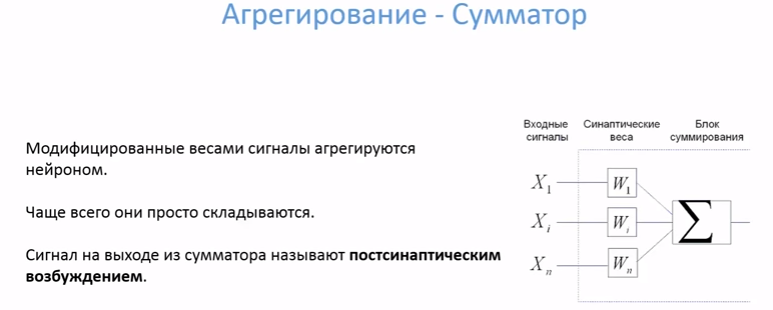 Агрегирование - Сумматор
Модифицированные весами сигналы агрегируются
нейроном.
Чаще всего они просто складываются.
Сигнал на выходе из сумматора называют постсинаптическим
возбуждением.
Входные
сигналы
Синаптические
веса
Блок
суммирования
X₁
W₁
Xᵢ
Wᵢ
Xₙ
Wₙ
Σ